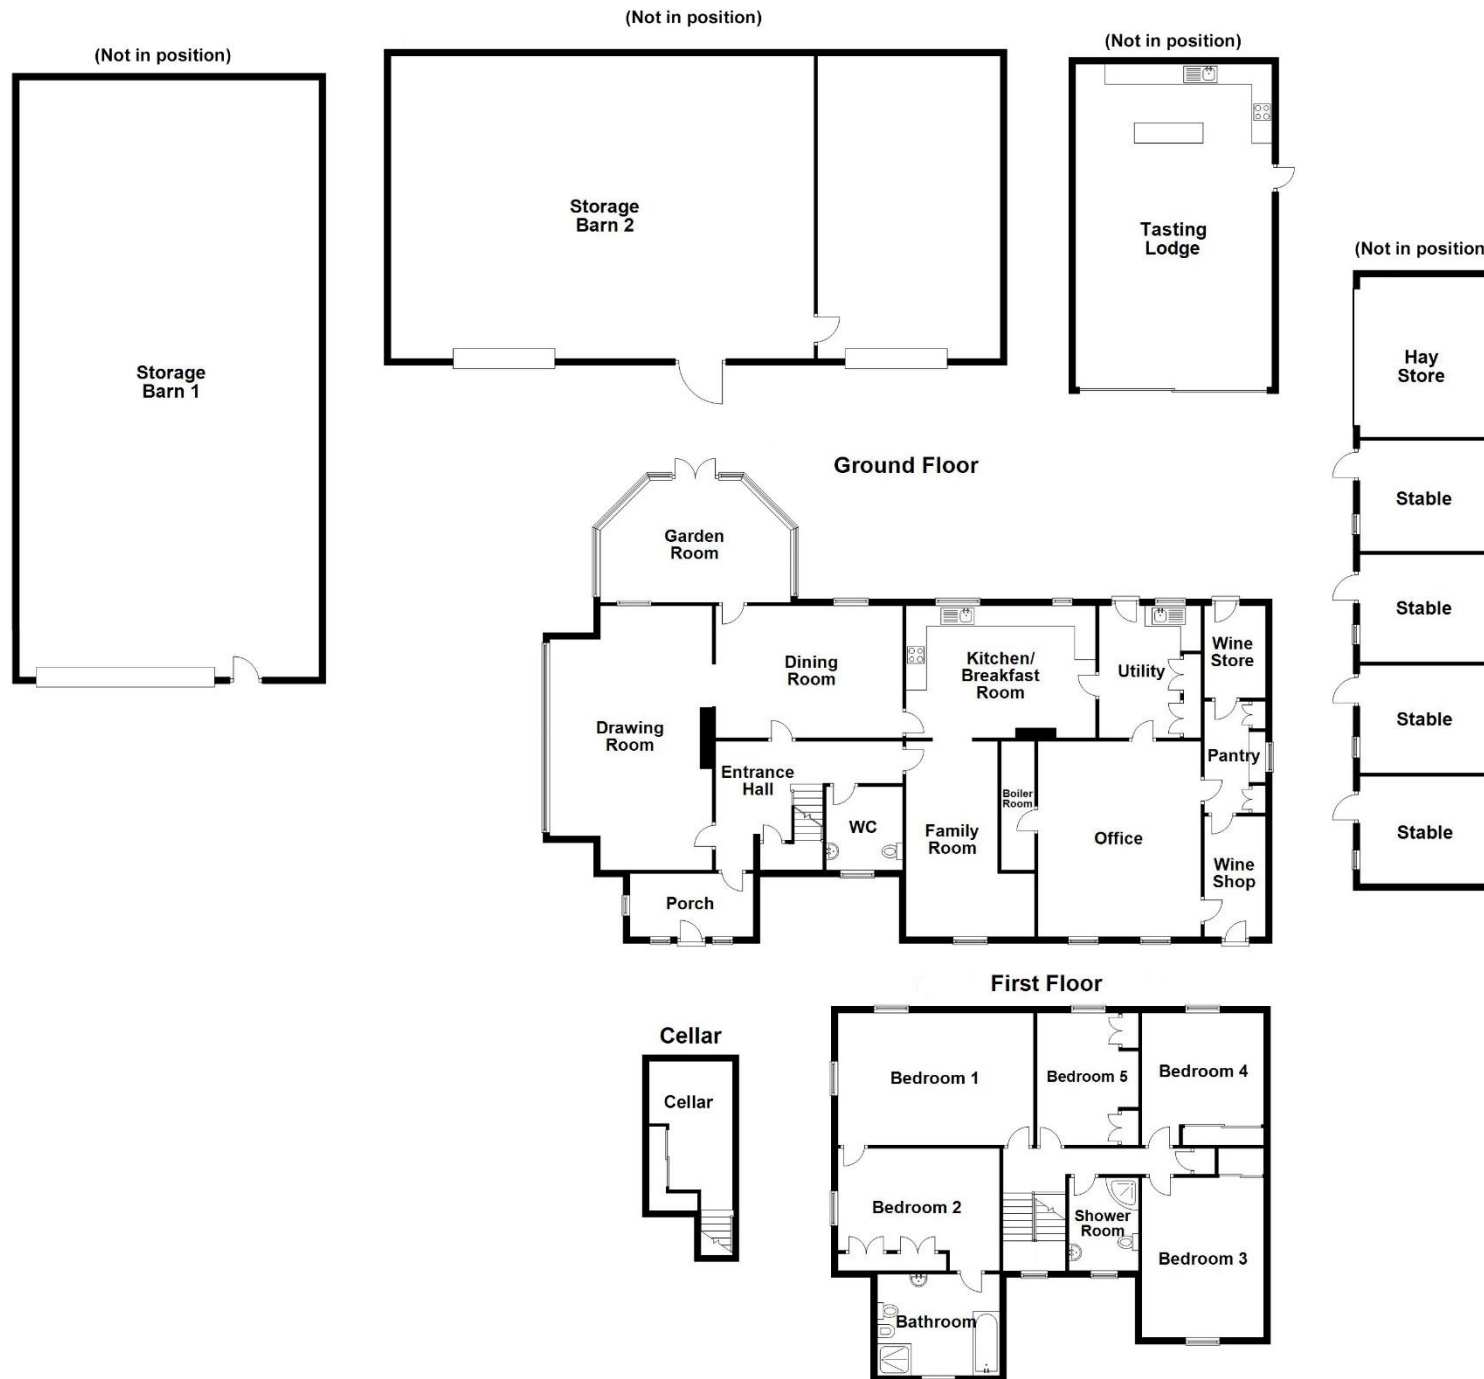 (Not in position)
(Not in position)
(Not in position)
Storage
Barn 1
Storage
Barn 2
Tasting
Lodge
(Not in position
Hay
Store
Stable
Stable
Stable
Stable
Ground Floor
Garden
Room
Dining
Room
Kitchen/
Breakfast
Room
Utility
Wine
Store
Drawing
Room
Entrance
Hall
WC
Family
Room
Boiler
Room
Office
Pantry
Wine
Shop
Porch
First Floor
Cellar
Cellar
Bedroom 1
Bedroom 5
Bedroom 4
Bedroom 2
Shower
Room
Bedroom 3
Bathroom